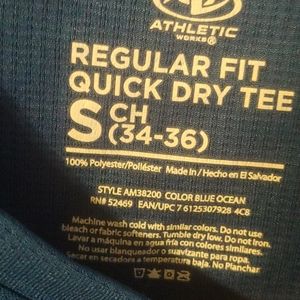 ATHLETIC
WORKS®
REGULAR FIT
QUICK DRY TEE
S CH
(34-36)
100% Polyester/Poliéster Made in / Hecho en El Salvador
STYLE AM38200 COLOR BLUE OCEAN
RN# 52469 EAN/UPC 7 6125307928 4C8
Machine wash cold with similar colors. Do not use
bleach or fabric softeners. Tumble dry low. Do not iron.
Lavar a máquina en agua fría con colores similares.
No usar blanqueador o suavizante para ropa.
Secar en secadora a temperatura baja. No Planchar